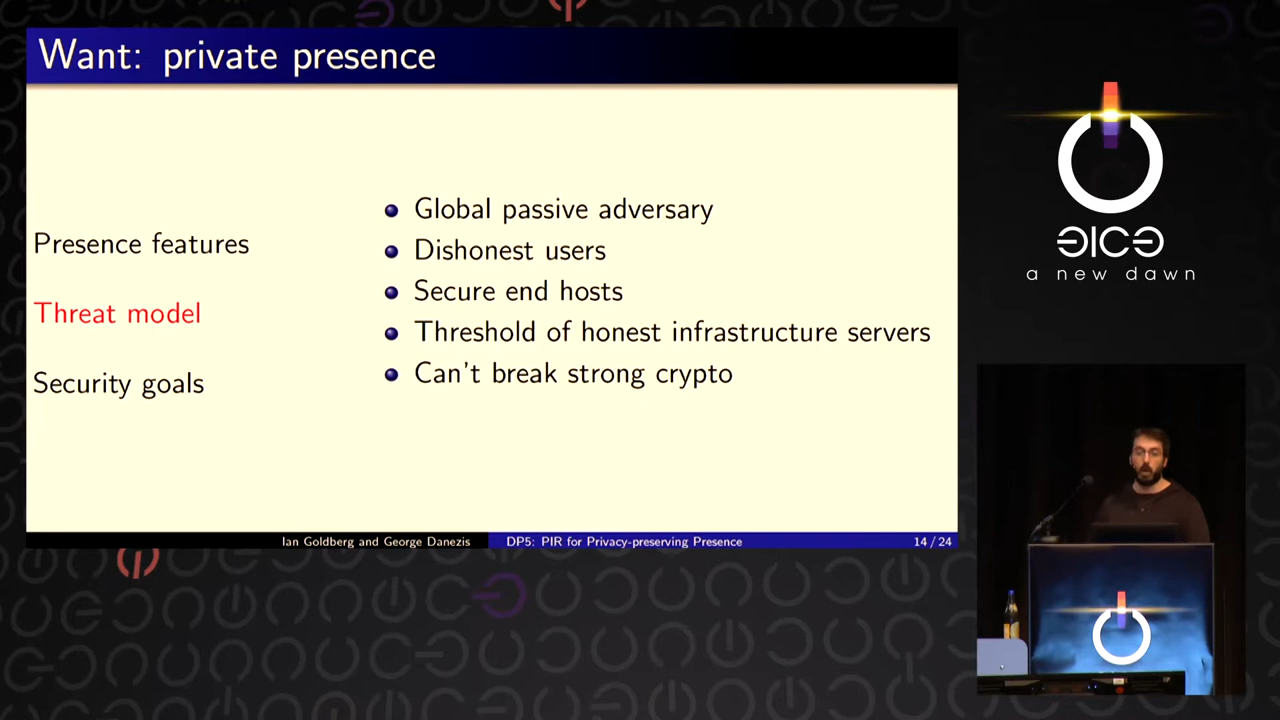 Want: private presence
Presence features
Threat model
Security goals
Global passive adversary
Dishonest users
Secure end hosts
Threshold of honest infrastructure servers
Can't break strong crypto
Ian Goldberg and George Danezis
DP5: PIR for Privacy-preserving Presence
14 / 24
a new dawn